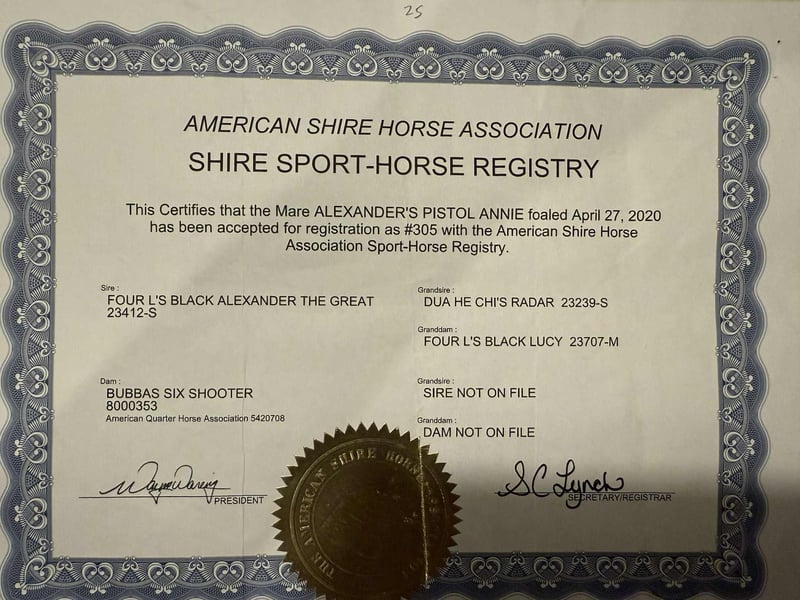 25
AMERICAN SHIRE HORSE ASSOCIATION
SHIRE SPORT-HORSE REGISTRY
This Certifies that the Mare ALEXANDER'S PISTOL ANNIE foaled April 27, 2020
has been accepted for registration as #305 with the American Shire Horse
Association Sport-Horse Registry.
Sire :
FOUR L'S BLACK ALEXANDER THE GREAT
23412-S
Grandsire :
DUA HE CHI'S RADAR 23239-S
Granddam :
FOUR L'S BLACK LUCY 23707-M
Dam :
BUBBAS SIX SHOOTER
8000353
American Quarter Horse Association 5420708
Grandsire :
SIRE NOT ON FILE
Granddam :
DAM NOT ON FILE
PRESIDENT
SC Lynch
SECRETARY/REGISTRAR
THE AMERICAN SHIRE HORSE